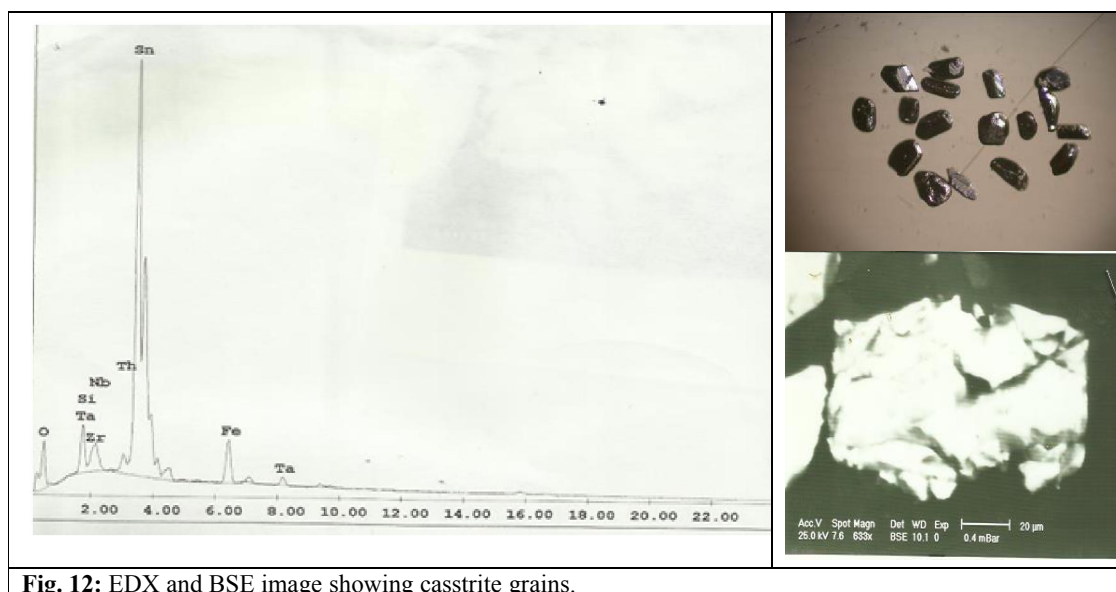 Sn
Th
Nb
Si
Ta
O
Zr
Fe
Ta
2.00 4.00 6.00 8.00 10.00 12.00 14.00 16.00 18.00 20.00 22.00
Acc.V Spot Magn Det WD Exp 20 µm
25.0 kV 7.6 633x BSE 10.1 0 0.4 mBar
Fig. 12: EDX and BSE image showing casstrite grains.